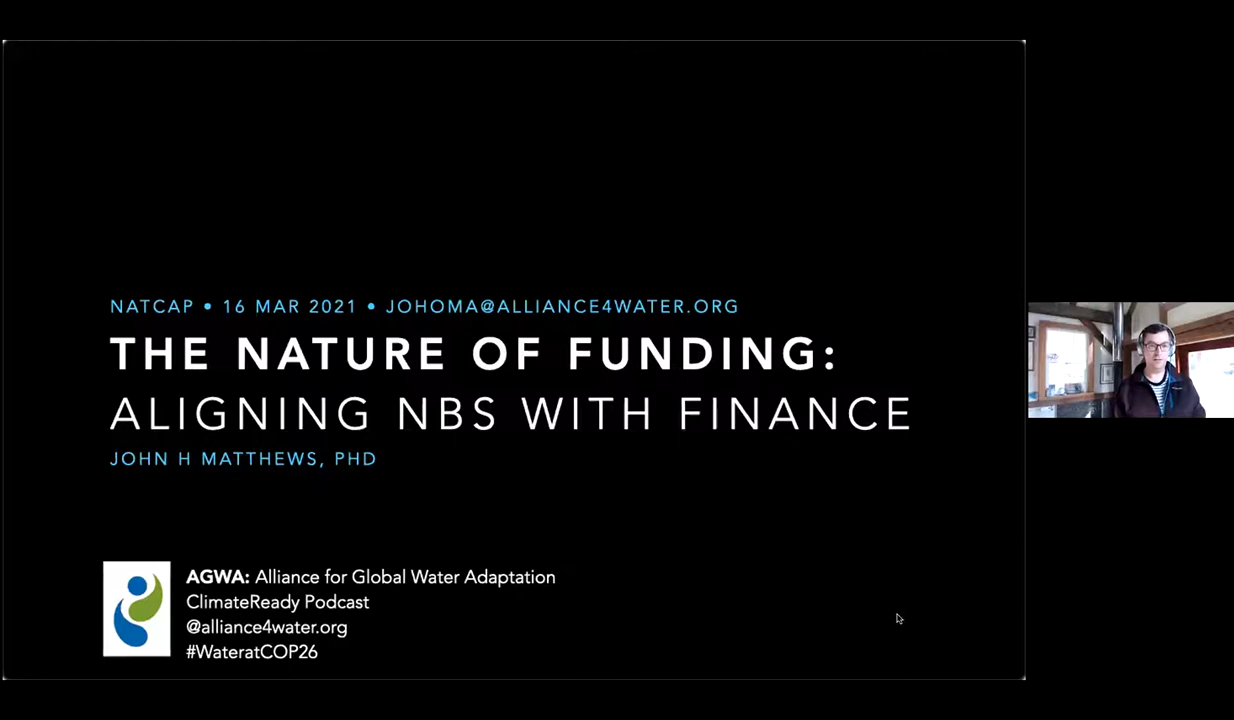 NATCAP • 16 MAR 2021 • JOHOMA@ALLIANCE4WATER.ORG
THE NATURE OF FUNDING:
ALIGNING NBS WITH FINANCE
JOHN H MATTHEWS, PHD
AGWA: Alliance for Global Water Adaptation
ClimateReady Podcast
@alliance4water.org
#WateratCOP26